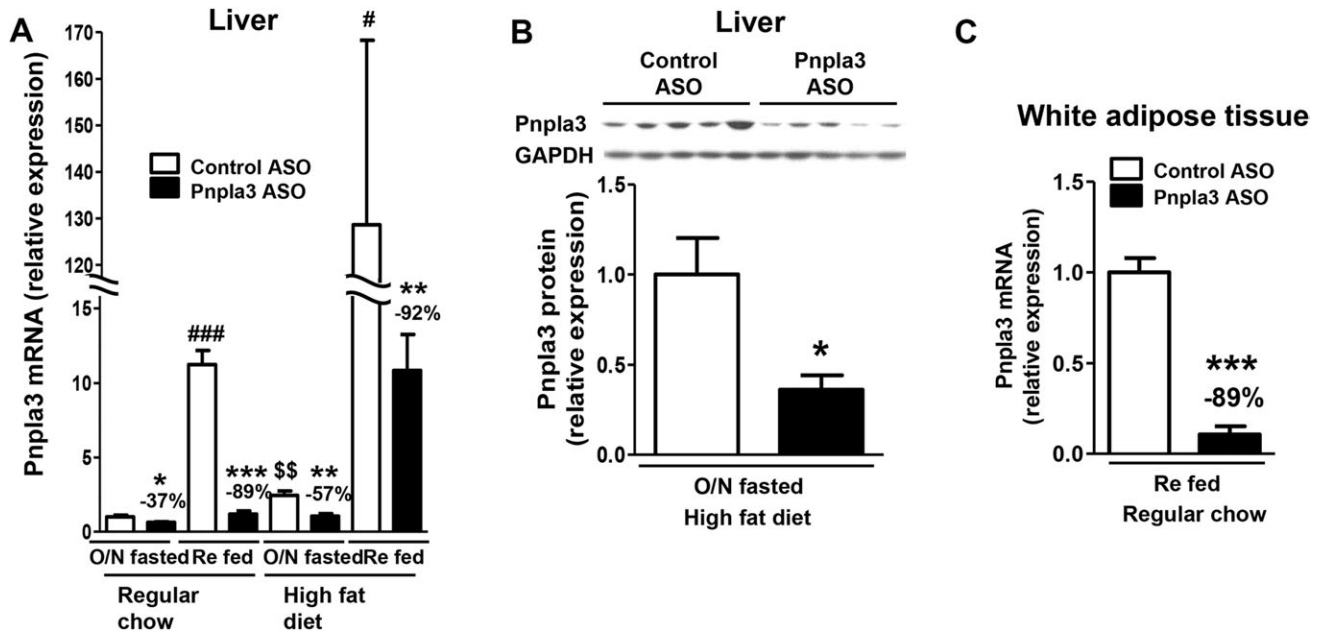 A
Liver
Pnpla3 mRNA (relative expression)
170
160
150
140
130
120
15
10
5
0
Control ASO
Pnpla3 ASO
*
-37%
###
***
-89%
$$
**
-57%
#
**
-92%
O/N fasted
Re fed
O/N fasted
Re fed
Regular
chow
High fat
diet
B
Liver
Control
ASO
Pnpla3
ASO
Pnpla3
GAPDH
Pnpla3 protein
(relative expression)
1.5
1.0
0.5
0.0
*
O/N fasted
High fat diet
C
White adipose tissue
Control ASO
Pnpla3 ASO
Pnpla3 mRNA
(relative expression)
1.5
1.0
0.5
0.0
***
-89%
Re fed
Regular chow